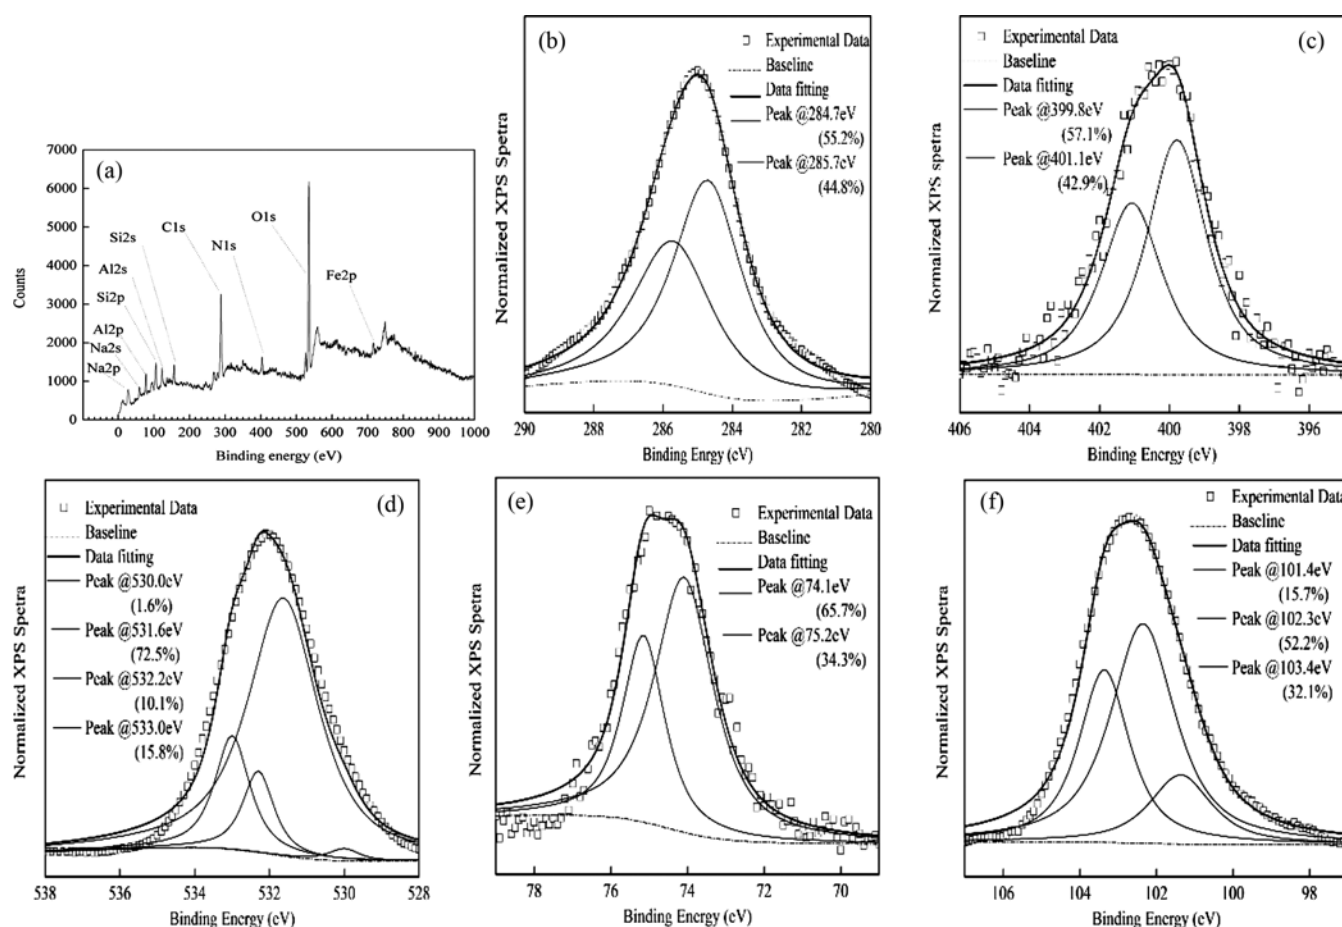 (a)
7000
6000
5000
4000
3000
2000
1000
0
Counts
Na2p
Na2s
Al2p
Si2p
Al2s
Si2s
C1s
N1s
O1s
Fe2p
0 100 200 300 400 500 600 700 800 900 1000
Binding energy (eV)
(b)
Experimental Data
Baseline
Data fitting
Peak @284.7eV
(55.2%)
Peak @285.7eV
(44.8%)
Normalized XPS Spetra
290 288 286 284 282 280
Binding Energy (eV)
(c)
Experimental Data
Baseline
Data fitting
Peak @399.8eV
(57.1%)
Peak @401.1eV
(42.9%)
Normalized XPS spetra
406 404 402 400 398 396
Binding Energy (eV)
(d)
Experimental Data
Baseline
Data fitting
Peak @530.0eV
(1.6%)
Peak @531.6eV
(72.5%)
Peak @532.2eV
(10.1%)
Peak @533.0eV
(15.8%)
Normalized XPS Spetra
538 536 534 532 530 528
Binding Energy (eV)
(e)
Experimental Data
Baseline
Data fitting
Peak @74.1eV
(65.7%)
Peak @75.2eV
(34.3%)
Normalized XPS Spetra
78 76 74 72 70
Binding Energy (eV)
(f)
Experimental Data
Baseline
Data fitting
Peak @101.4eV
(15.7%)
Peak @102.3eV
(52.2%)
Peak @103.4eV
(32.1%)
Normalized XPS Spetra
106 104 102 100 98
Binding Energy (eV)